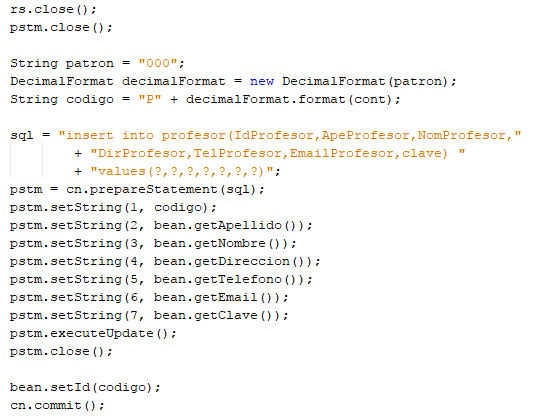 rs.close();
pstm.close();
String patron = "000";
DecimalFormat decimalFormat = new DecimalFormat(patron);
String codigo = "P" + decimalFormat.format(cont);
sql = "insert into profesor(IdProfesor,ApeProfesor,NomProfesor,"
+ "DirProfesor,TelProfesor,EmailProfesor,clave) "
+ "values(?,?,?,?,?,?,?)";
pstm = cn.prepareStatement(sql);
pstm.setString(1, codigo);
pstm.setString(2, bean.getApellido());
pstm.setString(3, bean.getNombre());
pstm.setString(4, bean.getDireccion());
pstm.setString(5, bean.getTelefono());
pstm.setString(6, bean.getEmail());
pstm.setString(7, bean.getClave());
pstm.executeUpdate();
pstm.close();
bean.setId(codigo);
cn.commit();